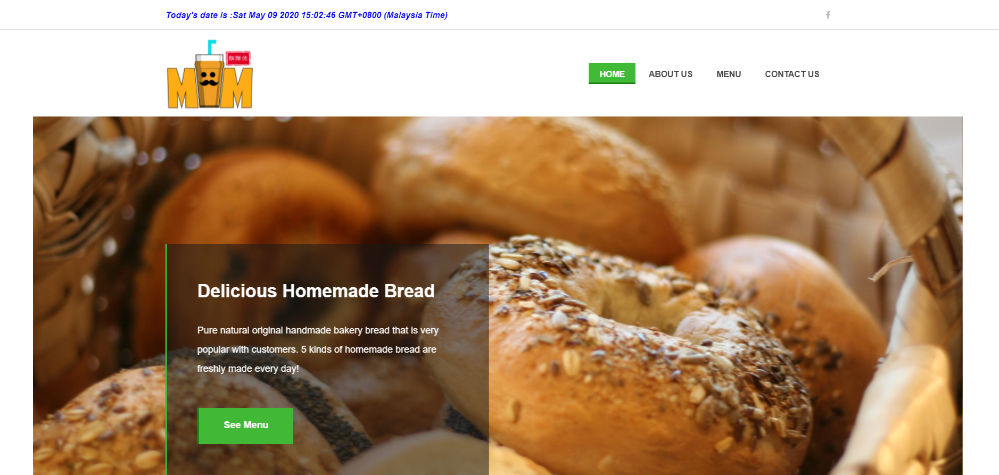 Today's date is :Sat May 09 2020 15:02:46 GMT+0800 (Malaysia Time)
M M
HOME ABOUT US MENU CONTACT US
Delicious Homemade Bread
Pure natural original handmade bakery bread that is very
popular with customers. 5 kinds of homemade bread are
freshly made every day!
See Menu